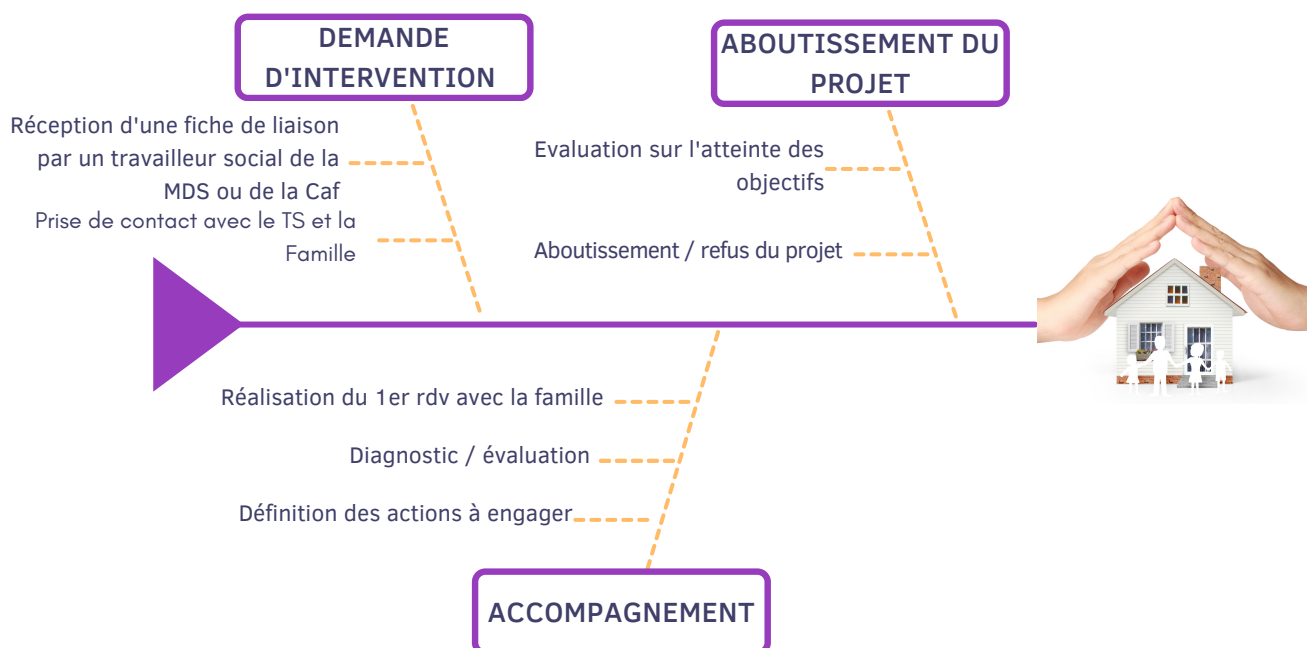 DEMANDE
D'INTERVENTION
Réception d'une fiche de liaison
par un travailleur social de la
MDS ou de la Caf
Prise de contact avec le TS et la
Famille
ABOUTISSEMENT DU
PROJET
Evaluation sur l'atteinte des
objectifs
Aboutissement / refus du projet
Réalisation du 1er rdv avec la famille
Diagnostic / évaluation
Définition des actions à engager
ACCOMPAGNEMENT